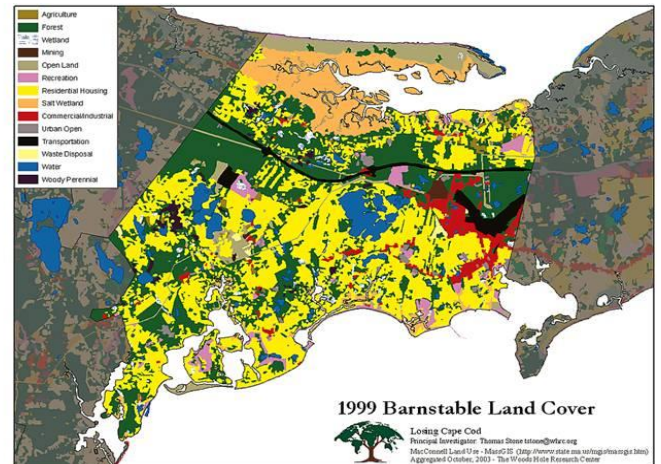 Agriculture
Forest
Wetland
Mining
Open Land
Recreation
Residential Housing
Salt Wetland
Commercial/Industrial
Urban Open
Transportation
Waste Disposal
Water
Woody Perennial
1999 Barnstable Land Cover
Losing Cape Cod
Principal Investigator: Thomas Stone tstone@whrc.org
MacConnell Land Use - MassGIS (http://www.state.ma.us/mgis/massgis.htm)
Aggregated October, 2003 - The Woods Hole Research Center